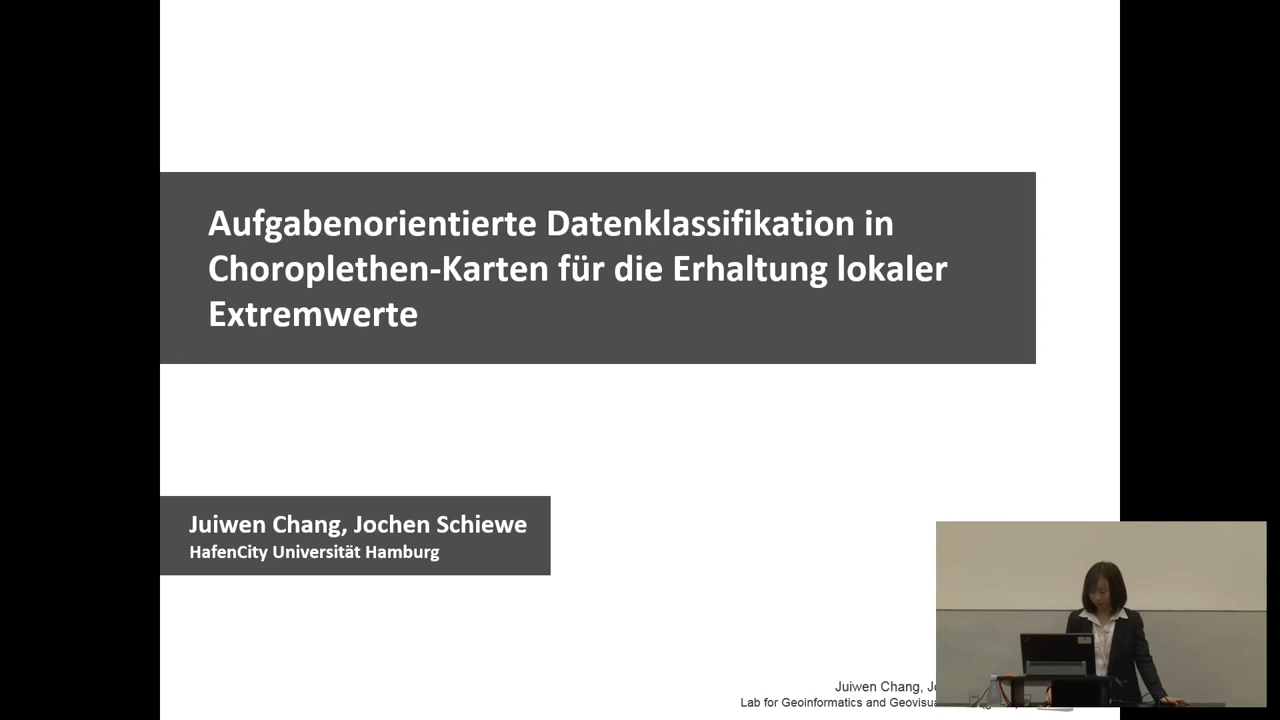 Aufgabenorientierte Datenklassifikation in
Choroplethen-Karten für die Erhaltung lokaler
Extremwerte
Juiwen Chang, Jochen Schiewe
HafenCity Universität Hamburg
Juiwen Chang,
Lab for Geoinformatics and